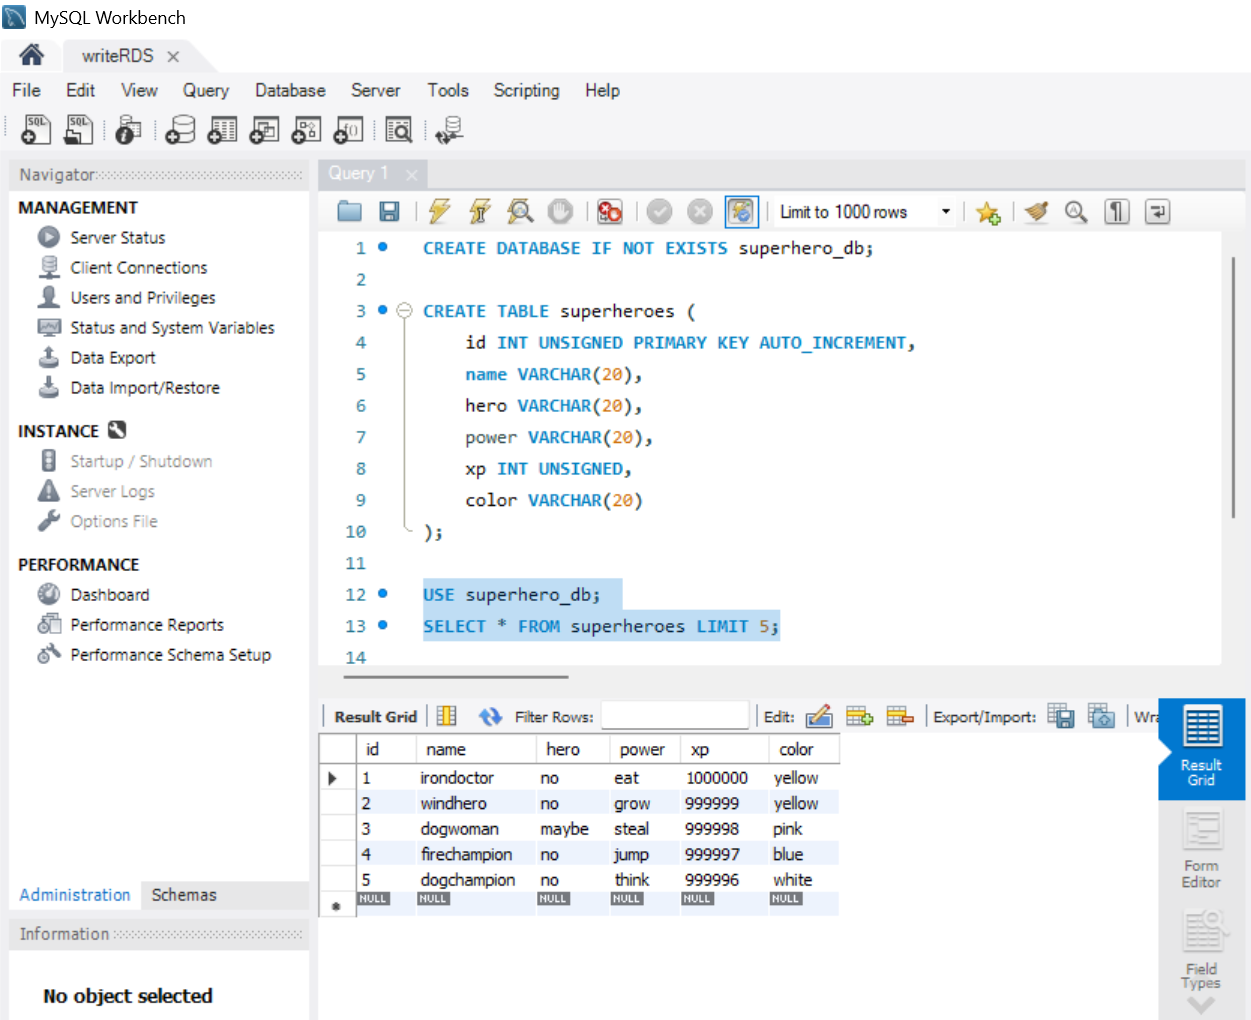 MySQL Workbench
writeRDS
File Edit View Query Database Server Tools Scripting Help
SQL SQL
Navigator
MANAGEMENT
Server Status
Client Connections
Users and Privileges
Status and System Variables
Data Export
Data Import/Restore
INSTANCE
Startup / Shutdown
Server Logs
Options File
PERFORMANCE
Dashboard
Performance Reports
Performance Schema Setup
Administration Schemas
Information
No object selected
Query 1
Limit to 1000 rows
1 CREATE DATABASE IF NOT EXISTS superhero_db;
2
3 CREATE TABLE superheroes (
4 id INT UNSIGNED PRIMARY KEY AUTO_INCREMENT,
5 name VARCHAR(20),
6 hero VARCHAR(20),
7 power VARCHAR(20),
8 xp INT UNSIGNED,
9 color VARCHAR(20)
10 );
11
12 USE superhero_db;
13 SELECT * FROM superheroes LIMIT 5;
14
Result Grid Filter Rows: Edit: Export/Import: Wra
id name hero power xp color
1 irondoctor no eat 1000000 yellow
2 windhero no grow 999999 yellow
3 dogwoman maybe steal 999998 pink
4 firechampion no jump 999997 blue
5 dogchampion no think 999996 white
NULL NULL NULL NULL NULL NULL
Result
Grid
Form
Editor
Field
Types